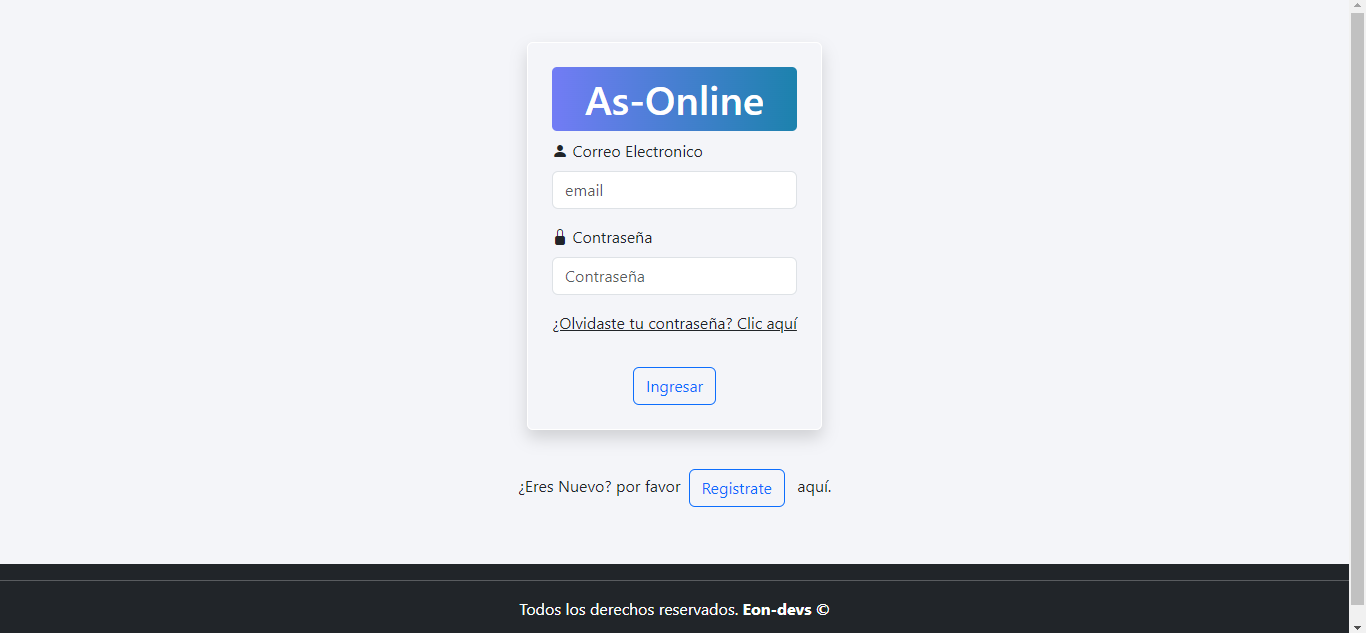 As-Online
Correo Electronico
email
Contraseña
Contraseña
¿Olvidaste tu contraseña? Clic aquí
Ingresar
¿Eres Nuevo? por favor Registrate aquí.
Todos los derechos reservados. Eon-devs ©